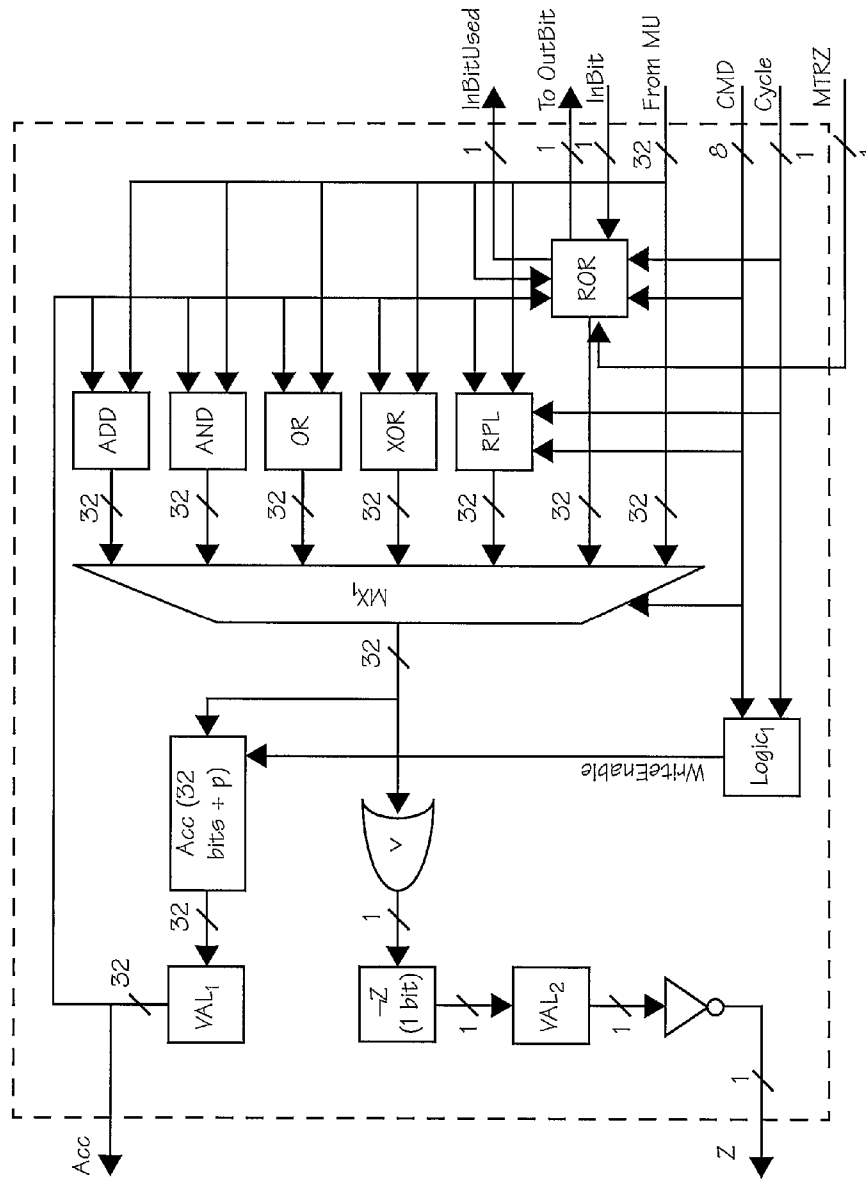 Acc
Z
32
VAL₁
32
Acc (32
bits + p)
1
¬Z
(1 bit)
1
VAL₂
1
1
V
WriteEnable
Logic₁
32
MX₁
32
32
32
32
32
32
32
ADD
AND
OR
XOR
RPL
ROR
1
1
1
32
8
1
1
InBitUsed
To OutBit
InBit
From MU
CMD
Cycle
MTRZ